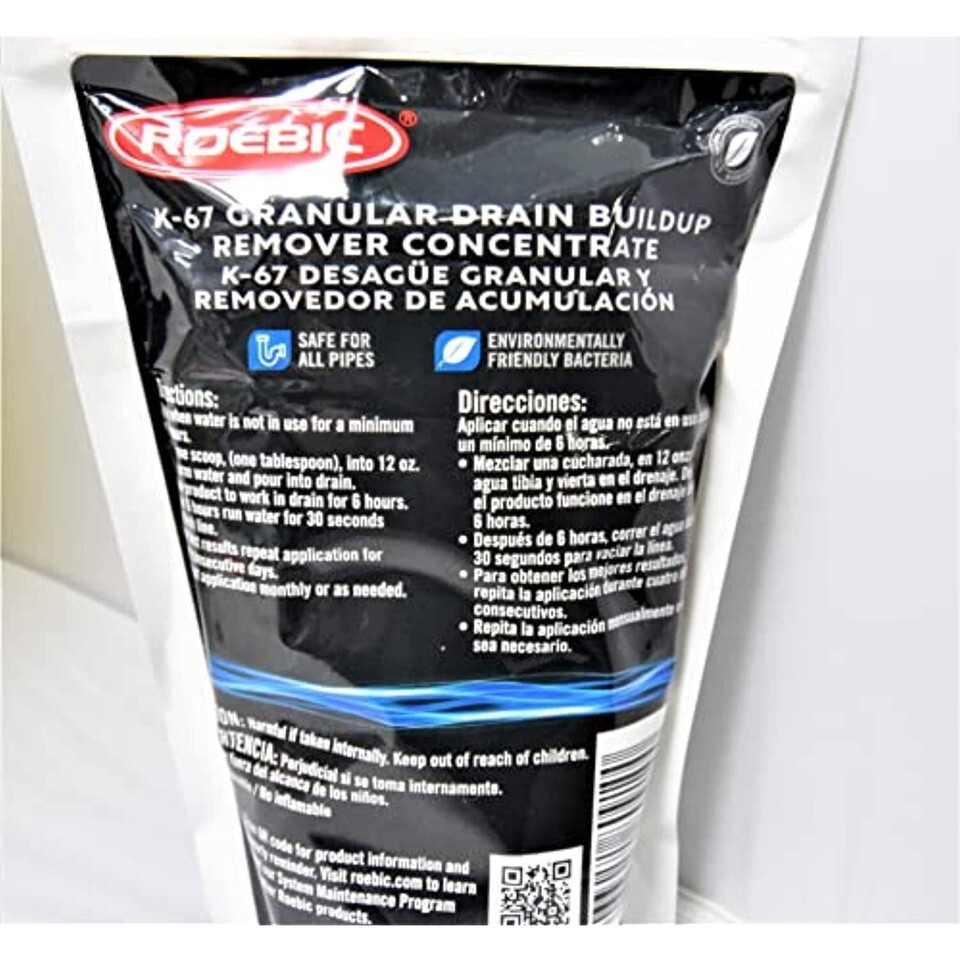 ROEBIC®
K-67 GRANULAR DRAIN BUILDUP
REMOVER CONCENTRATE
K-67 DESAGÜE GRANULAR Y
REMOVEDOR DE ACUMULACIÓN
SAFE FOR
ALL PIPES
ENVIRONMENTALLY
FRIENDLY BACTERIA
when water is not in use for a minimum
scoop, (one tablespoon), into 12 oz.
water and pour into drain.
product to work in drain for 6 hours.
hours run water for 30 seconds
line.
results repeat application for
days.
application monthly or as needed.
Direcciones:
Aplicar cuando el agua no está en
un mínimo de 6 horas.
• Mezclar una cucharada, en 12
agua tibia y vierta en el drenaje.
el producto funcione en el drenaje
6 horas.
• Después de 6 horas, correr el agua
30 segundos para vaciar la línea.
• Para obtener los mejores
repita la aplicación durante
consecutivos.
• Repita la aplicación mensualmente
sea necesario.
Harmful if taken internally. Keep out of reach of children.
Perjudicial si se toma internamente.
fuera del alcance de los niños.
/ No inflamable
code for product information and
reminder. Visit roebic.com to learn
System Maintenance Program
Roebic products.